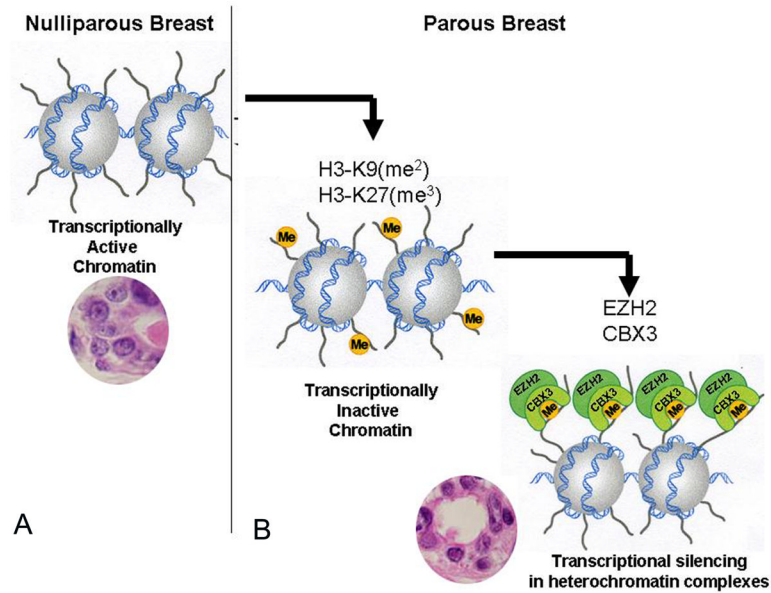 Nulliparous Breast
Parous Breast
H3-K9(me²)
H3-K27(me³)
Transcriptionally
Active
Chromatin
Me
Me
Me
Me
EZH2
CBX3
Transcriptionally
Inactive
Chromatin
EZH2
CBX3
Me
EZH2
CBX3
Me
EZH2
CBX3
Me
EZH2
CBX3
Me
A
B
Transcriptional silencing
in heterochromatin complexes